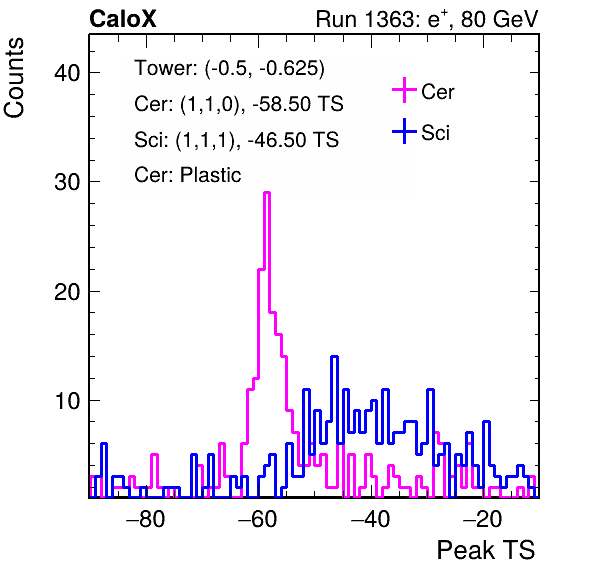 CaloX Run 1363: e⁺, 80 GeV
Counts
Tower: (-0.5, -0.625)
Cer: (1,1,0), -58.50 TS
Sci: (1,1,1), -46.50 TS
Cer: Plastic
Cer
Sci
40
30
20
10
−80 −60 −40 −20
Peak TS